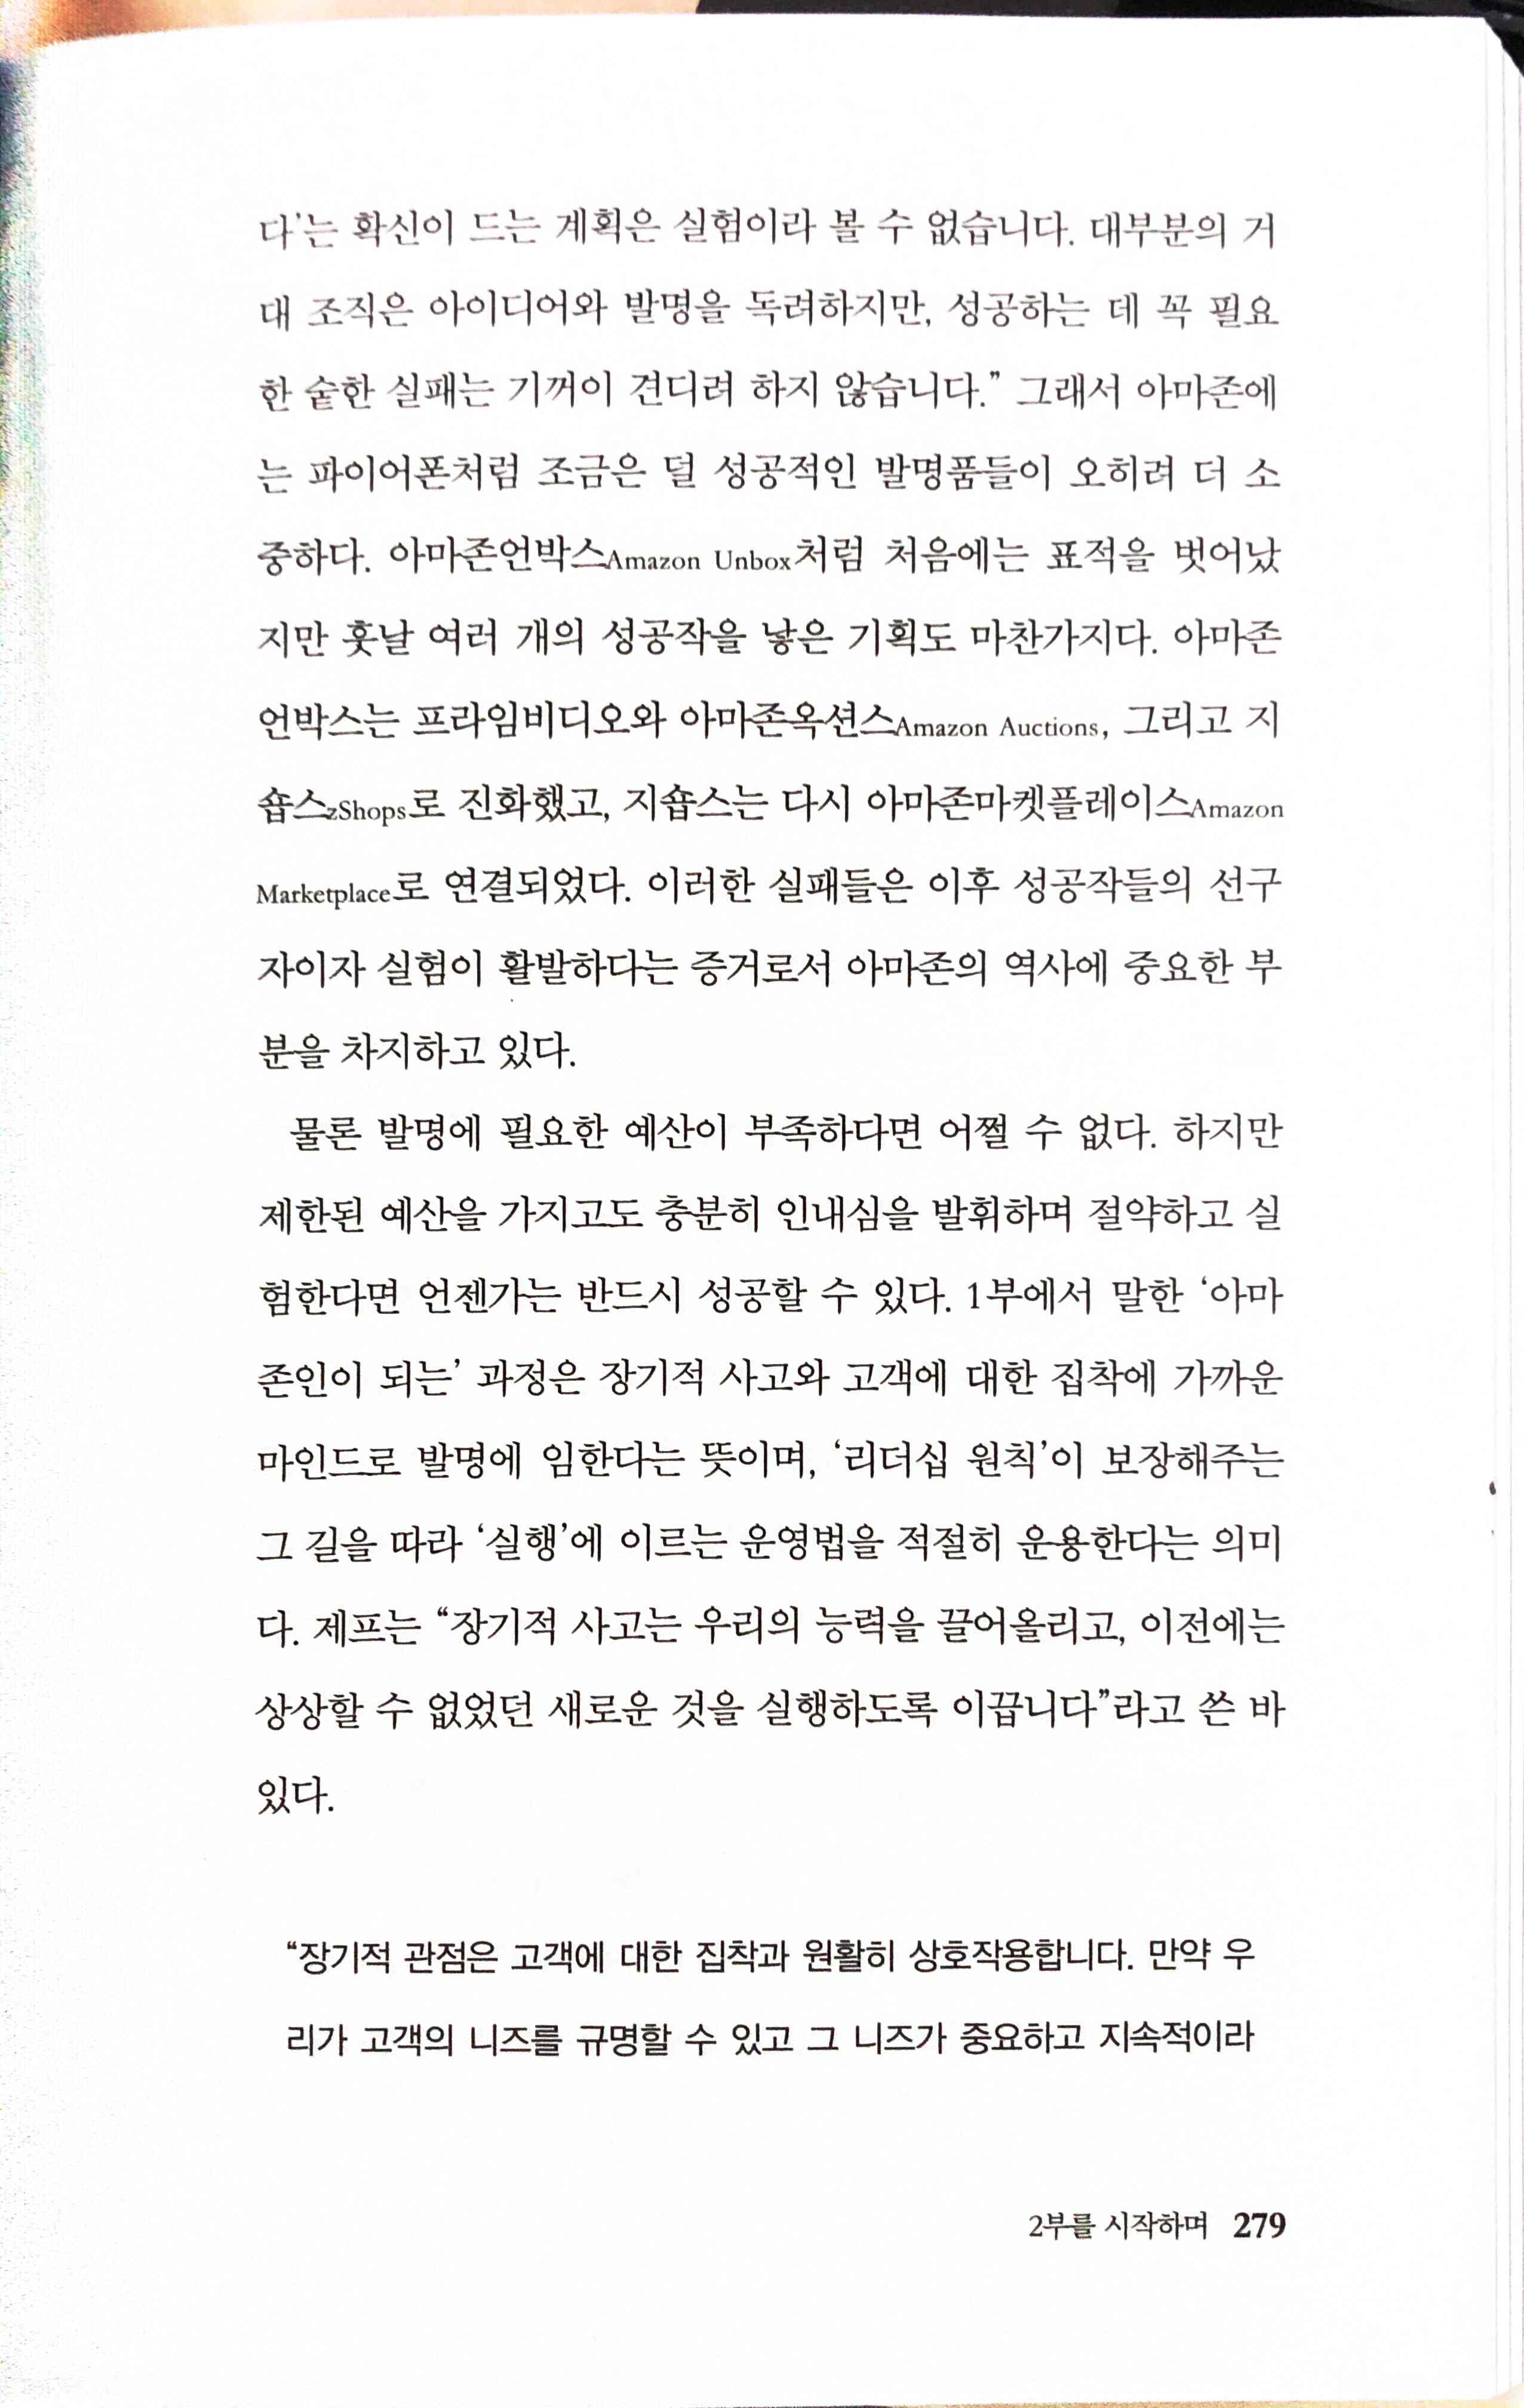 다’는 확신이 드는 계획은 실험이라 볼 수 없습니다. 대부분의 거
대 조직은 아이디어와 발명을 독려하지만, 성공하는 데 꼭 필요
한 숱한 실패는 기꺼이 견디려 하지 않습니다.” 그래서 아마존에
는 파이어폰처럼 조금은 덜 성공적인 발명품들이 오히려 더 소
중하다. 아마존언박스Amazon Unbox처럼 처음에는 표적을 벗어났
지만 훗날 여러 개의 성공작을 낳은 기획도 마찬가지다. 아마존
언박스는 프라임비디오와 아마존옥션스Amazon Auctions, 그리고 지
숍스zShops로 진화했고, 지숍스는 다시 아마존마켓플레이스Amazon
Marketplace로 연결되었다. 이러한 실패들은 이후 성공작들의 선구
자이자 실험이 활발하다는 증거로서 아마존의 역사에 중요한 부
분을 차지하고 있다.
물론 발명에 필요한 예산이 부족하다면 어쩔 수 없다. 하지만
제한된 예산을 가지고도 충분히 인내심을 발휘하며 절약하고 실
험한다면 언젠가는 반드시 성공할 수 있다. 1부에서 말한 ‘아마
존인이 되는’ 과정은 장기적 사고와 고객에 대한 집착에 가까운
마인드로 발명에 임한다는 뜻이며, ‘리더십 원칙’이 보장해주는
그 길을 따라 ‘실행’에 이르는 운영법을 적절히 운용한다는 의미
다. 제프는 “장기적 사고는 우리의 능력을 끌어올리고, 이전에는
상상할 수 없었던 새로운 것을 실행하도록 이끕니다”라고 쓴 바
있다.
“장기적 관점은 고객에 대한 집착과 원활히 상호작용합니다. 만약 우
리가 고객의 니즈를 규명할 수 있고 그 니즈가 중요하고 지속적이라
2부를 시작하며 279